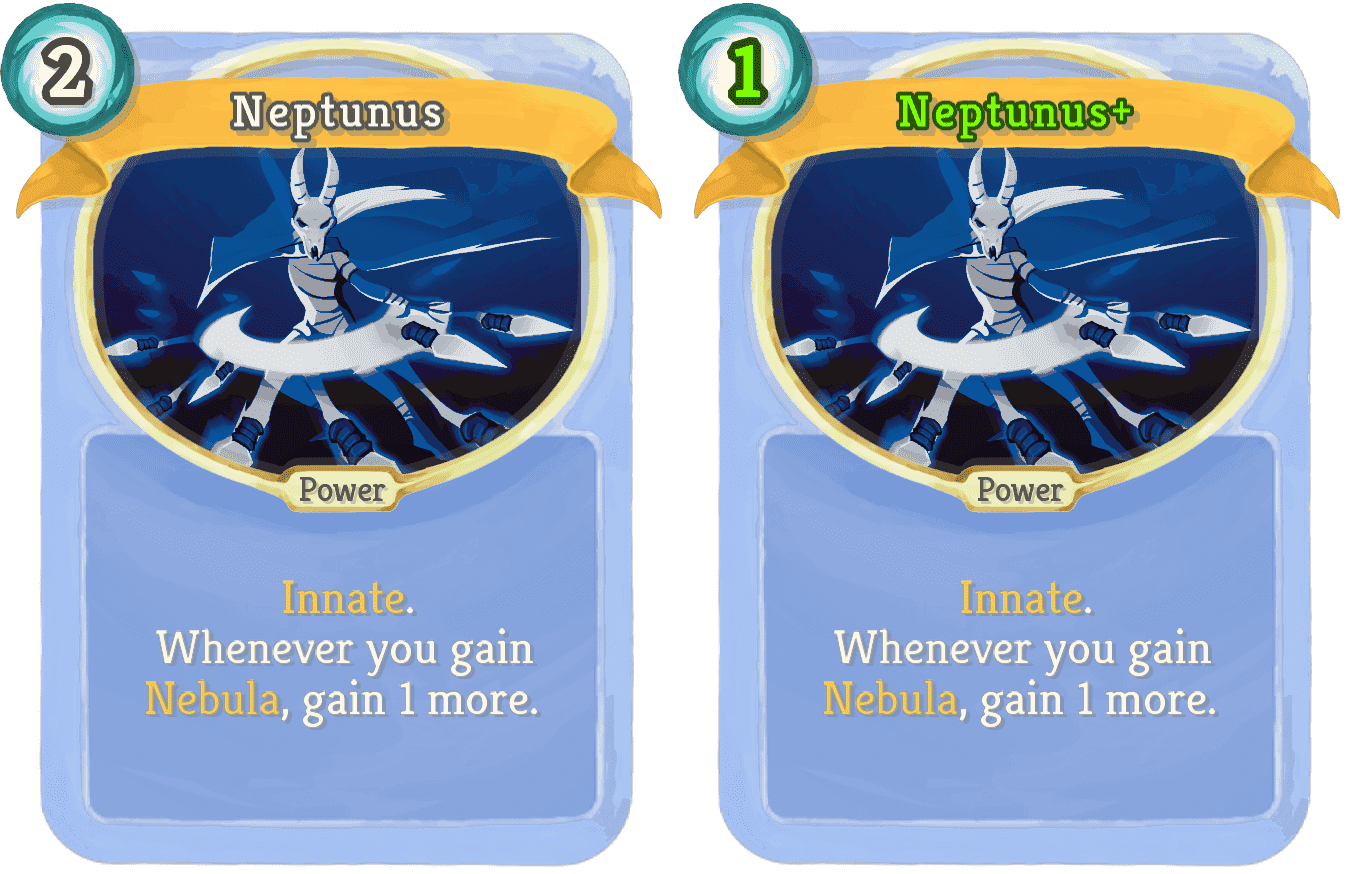 2
Neptunus
Power
Innate.
Whenever you gain
Nebula, gain 1 more.
1
Neptunus+
Power
Innate.
Whenever you gain
Nebula, gain 1 more.